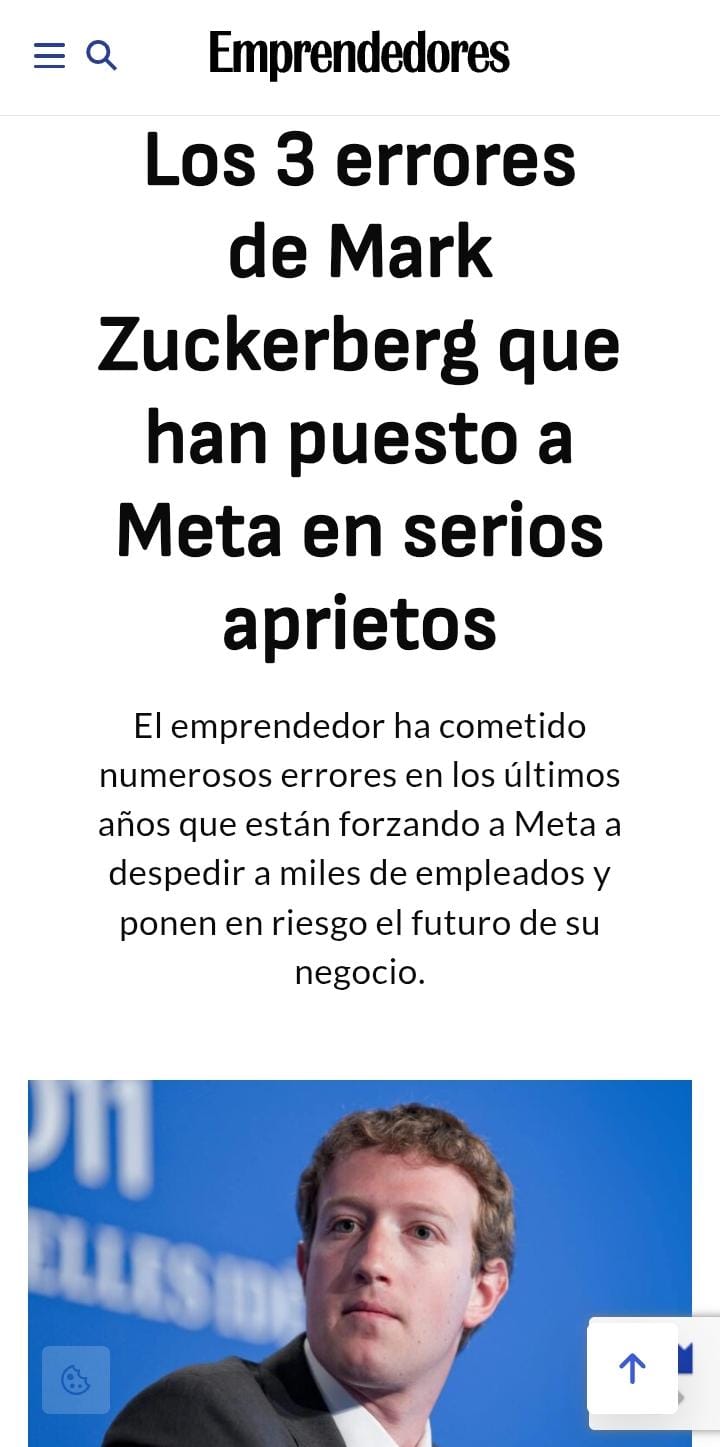 Emprendedores
Los 3 errores
de Mark
Zuckerberg que
han puesto a
Meta en serios
aprietos
El emprendedor ha cometido
numerosos errores en los últimos
años que están forzando a Meta a
despedir a miles de empleados y
ponen en riesgo el futuro de su
negocio.